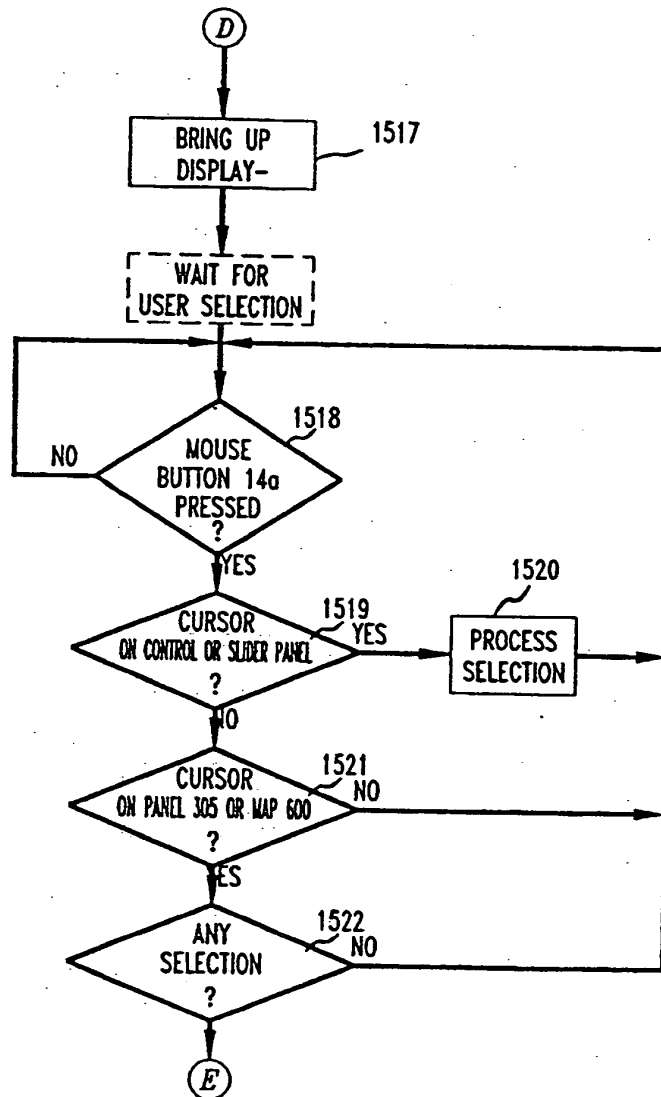 D
BRING UP
DISPLAY-
1517
WAIT FOR
USER SELECTION
1518
NO
MOUSE
BUTTON 14a
PRESSED
?
YES
1519
CURSOR
ON CONTROL OR SLIDER PANEL
?
YES
1520
PROCESS
SELECTION
NO
1521
CURSOR
ON PANEL 305 OR MAP 600
?
NO
YES
1522
ANY
SELECTION
?
NO
E